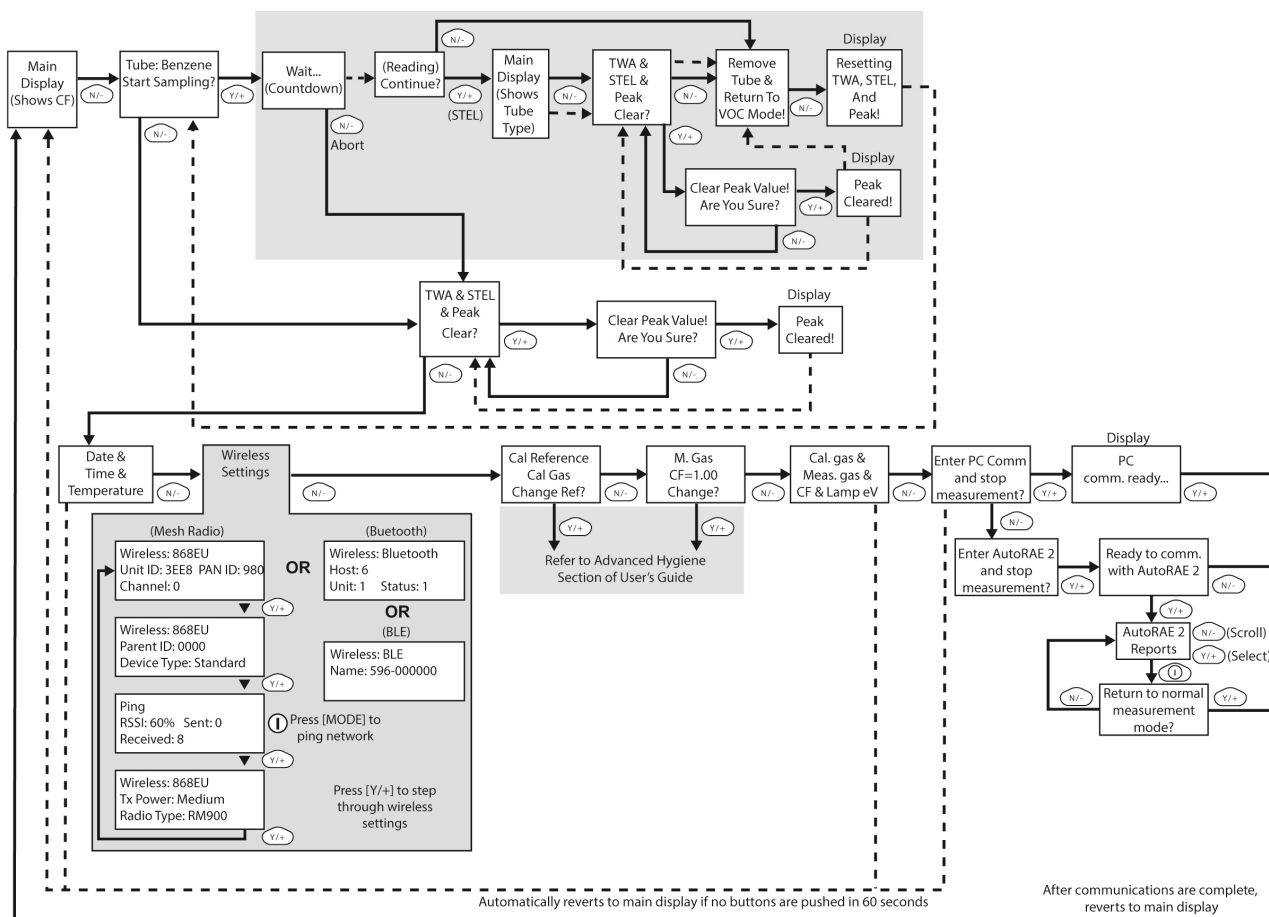 Main
Display
(Shows CF)
N/-
Tube: Benzene
Start Sampling?
Y/+
N/-
Wait...
(Countdown)
N/-
Abort
(Reading)
Continue?
N/-
Y/+
(STEL)
Main
Display
(Shows
Tube
Type)
N/-
TWA &
STEL &
Peak
Clear?
N/-
Y/+
Remove
Tube &
Return To
VOC Mode!
N/-
Display
Resetting
TWA, STEL,
And
Peak!
Clear Peak Value!
Are You Sure?
Y/+
N/-
Display
Peak
Cleared!
TWA & STEL
& Peak
Clear?
Y/+
N/-
Clear Peak Value!
Are You Sure?
Y/+
N/-
Display
Peak
Cleared!
Date &
Time &
Temperature
N/-
Wireless
Settings
N/-
(Mesh Radio)
Wireless: 868EU
Unit ID: 3EE8 PAN ID: 980
Channel: 0
Y/+
Wireless: 868EU
Parent ID: 0000
Device Type: Standard
Y/+
Ping
RSSI: 60% Sent: 0
Received: 8
Y/+
Wireless: 868EU
Tx Power: Medium
Radio Type: RM900
Y/+
OR
(Buetooth)
Wireless: Bluetooth
Host: 6
Unit: 1 Status: 1
OR
(BLE)
Wireless: BLE
Name: 596-000000
Press [MODE] to
ping network
Press [Y/+] to step
through wireless
settings
Cal Reference
Cal Gas
Change Ref?
N/-
Y/+
M. Gas
CF=1.00
Change?
N/-
Y/+
Refer to Advanced Hygiene
Section of User's Guide
Cal. gas &
Meas. gas &
CF & Lamp eV
N/-
Enter PC Comm
and stop
measurement?
Y/+
N/-
Display
PC
comm. ready...
Y/+
Enter AutoRAE 2
and stop
measurement?
Y/+
Ready to comm.
with AutoRAE 2
N/-
Y/+
AutoRAE 2
Reports
N/- (Scroll)
Y/+ (Select)
Return to normal
measurement
mode?
N/-
Y/+
Automatically reverts to main display if no buttons are pushed in 60 seconds
After communications are complete,
reverts to main display